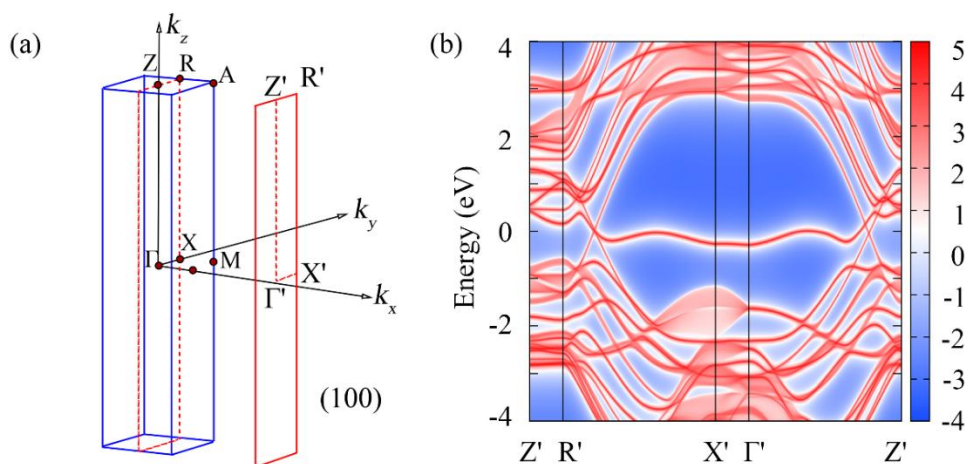 (a)
k_z
Z
R
A
Z'
R'
k_y
Γ
X
M
Γ'
X'
k_x
(100)
(b)
Energy (eV)
4
2
0
-2
-4
Z' R' X' Γ' Z'
5
4
3
2
1
0
-1
-2
-3
-4